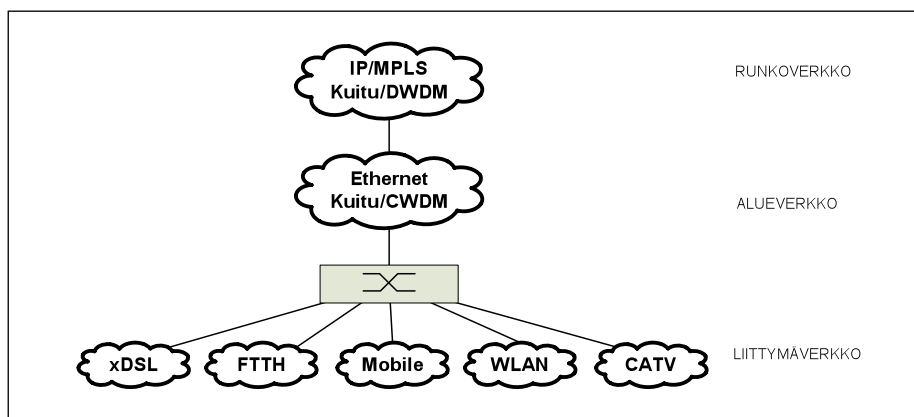 IP/MPLS
Kuitu/DWDM
RUNKOVERKKO
Ethernet
Kuitu/CWDM
ALUEVERKKO
xDSL
FTTH
Mobile
WLAN
CATV
LIITTYMÄVERKKO